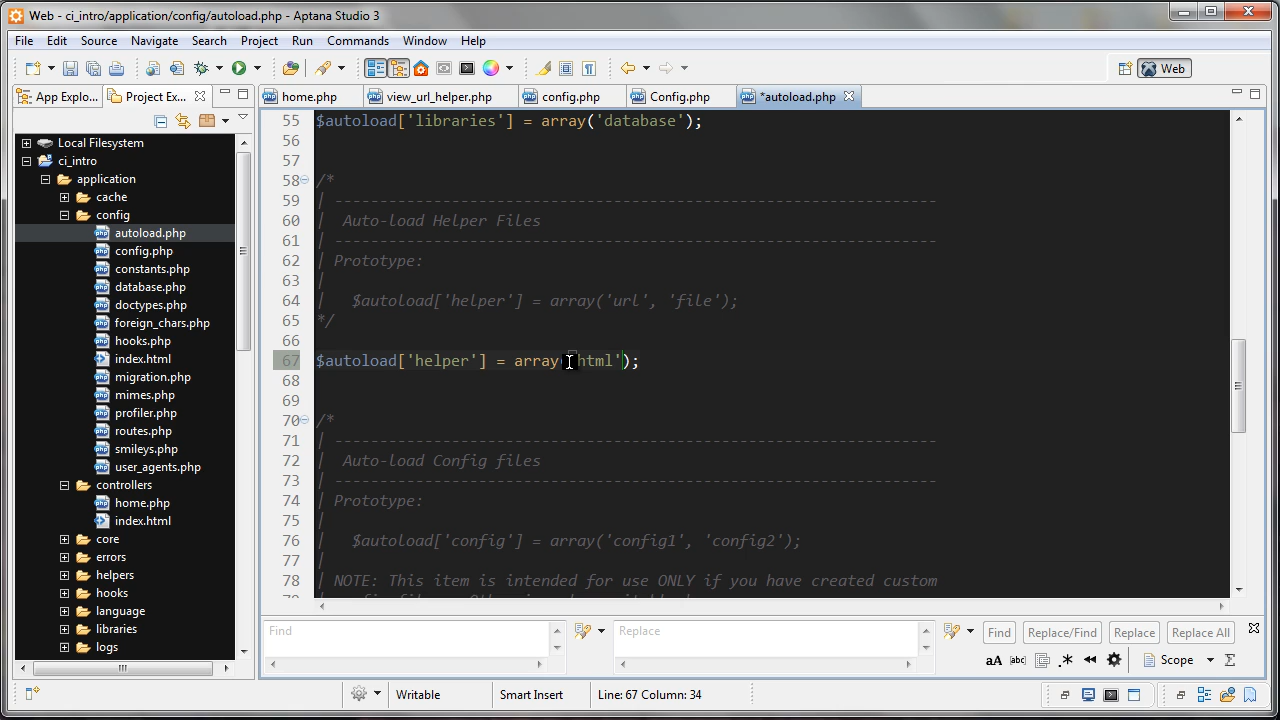 Web - ci_intro/application/config/autoload.php - Aptana Studio 3
File Edit Source Navigate Search Project Run Commands Window Help
Web
App Explo... Project Ex...
home.php view_url_helper.php config.php Config.php *autoload.php
Local Filesystem
ci_intro
application
cache
config
autoload.php
config.php
constants.php
database.php
doctypes.php
foreign_chars.php
hooks.php
index.html
migration.php
mimes.php
profiler.php
routes.php
smileys.php
user_agents.php
controllers
home.php
index.html
core
errors
helpers
hooks
language
libraries
logs
55 $autoload['libraries'] = array('database');
56
57
58 /*
59 | -------------------------------------------------------------------
60 |  Auto-load Helper Files
61 | -------------------------------------------------------------------
62 | Prototype:
63 |
64 |   $autoload['helper'] = array('url', 'file');
65 */
66
67 $autoload['helper'] = array('html');
68
69
70 /*
71 | -------------------------------------------------------------------
72 |  Auto-load Config files
73 | -------------------------------------------------------------------
74 | Prototype:
75 |
76 |   $autoload['config'] = array('config1', 'config2');
77 |
78 | NOTE: This item is intended for use ONLY if you have created custom
Find Replace Find Replace/Find Replace Replace All
aA [abc] .* Scope Σ
Writable Smart Insert Line: 67 Column: 34